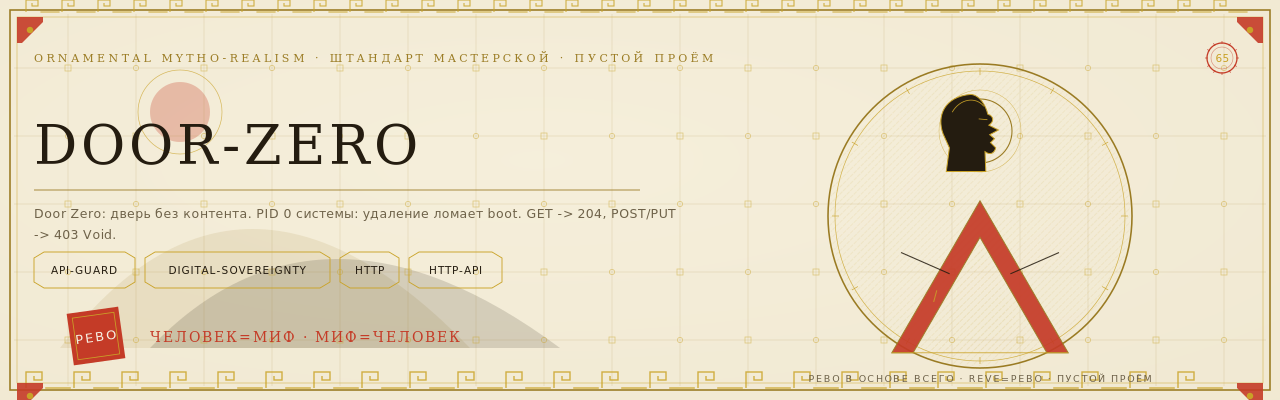 ORNAMENTAL MYTHO-REALISM · ШТАНДАРТ МАСТЕРСКОЙ · ПУСТОЙ ПРОЁМ
65
DOOR-ZERO
Door Zero: дверь без контента. PID 0 системы: удаление ломает boot. GET -> 204, POST/PUT
-> 403 Void.
API-GUARD
DIGITAL-SOVEREIGNTY
HTTP
HTTP-API
РЕВО
ЧЕЛОВЕК=МИФ · МИФ=ЧЕЛОВЕК
РЕВО В ОСНОВЕ ВСЕГО · REVE=РЕВО · ПУСТОЙ ПРОЁМ